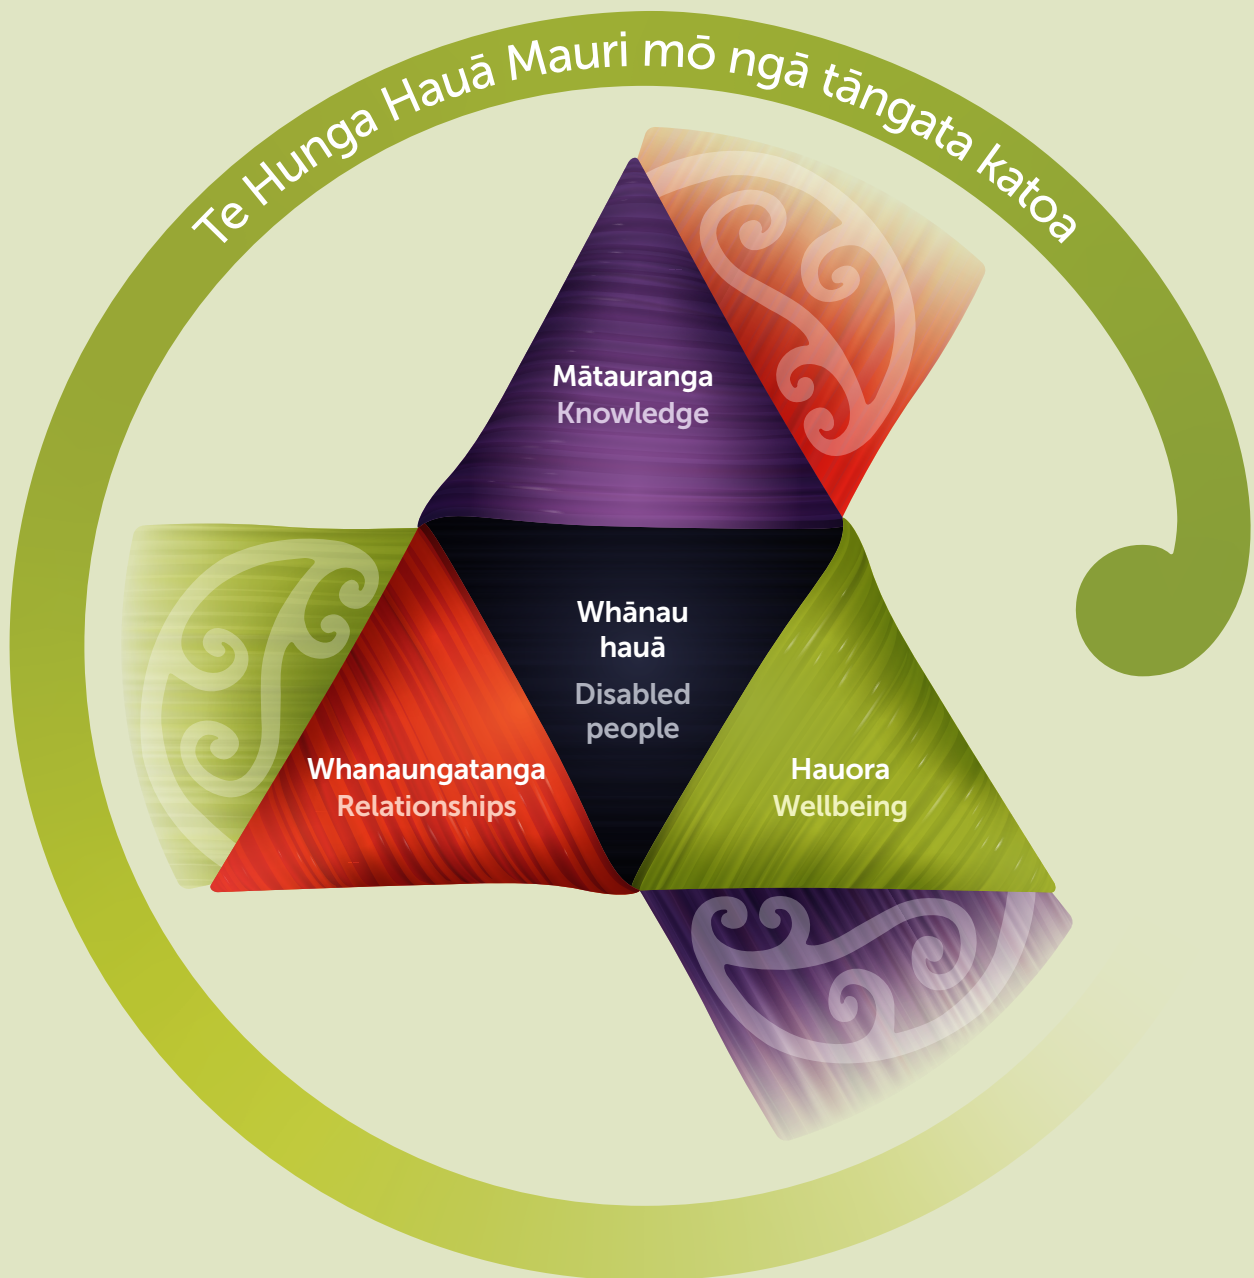 Te Hunga Hauā Mauri mō ngā tāngata katoa
Mātauranga
Knowledge
Whānau
hauā
Disabled
people
Whanaungatanga
Relationships
Hauora
Wellbeing